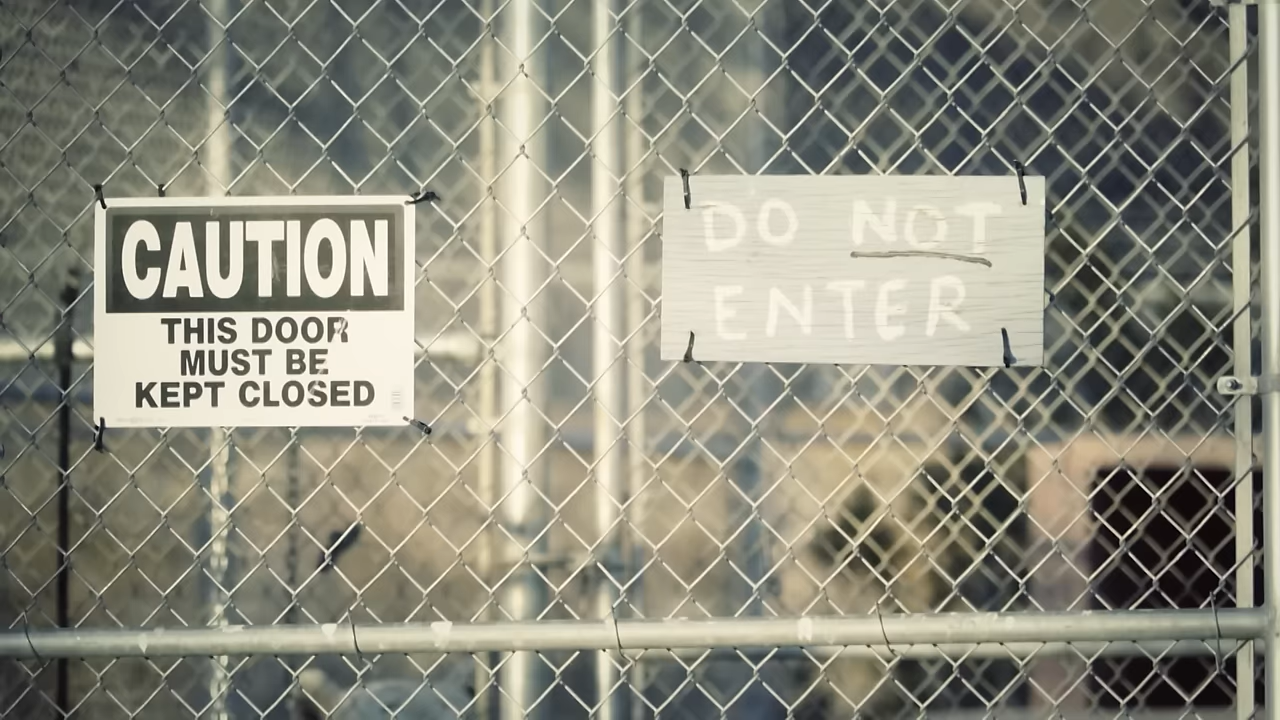 CAUTION
THIS DOOR
MUST BE
KEPT CLOSED
DO NOT
ENTER